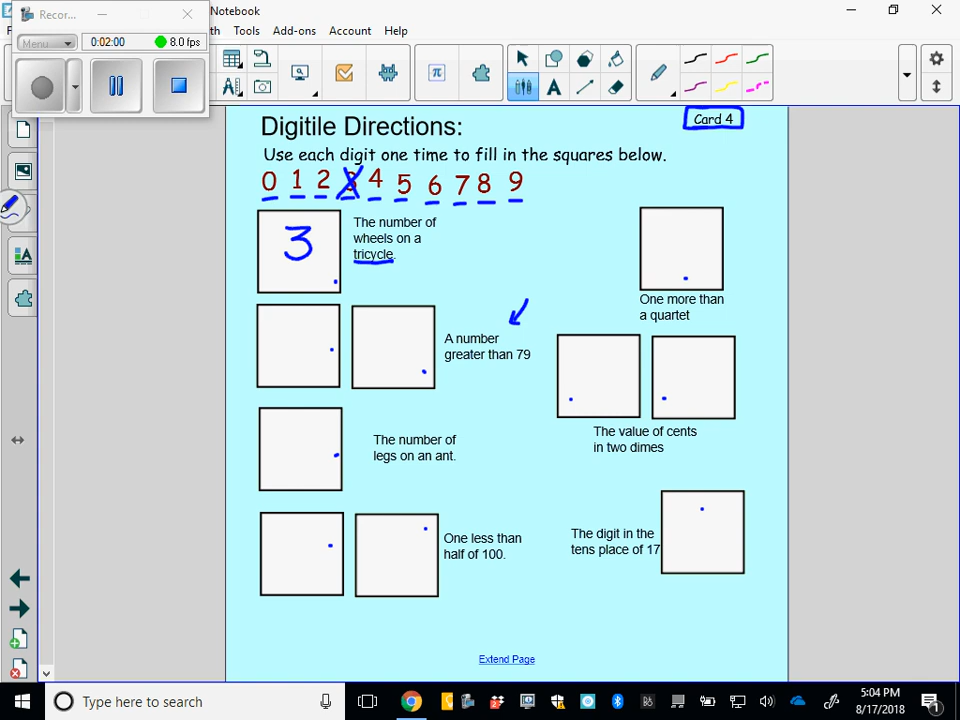 Recor...
Notebook
Menu
0:02:00
8.0 fps
th Tools Add-ons Account Help
Digitile Directions:
Card 4
Use each digit one time to fill in the squares below.
0 1 2 3 4 5 6 7 8 9
3
The number of
wheels on a
tricycle.
One more than
a quartet
A number
greater than 79
The value of cents
in two dimes
The number of
legs on an ant.
One less than
half of 100.
The digit in the
tens place of 17
Extend Page
Type here to search
5:04 PM
8/17/2018
1